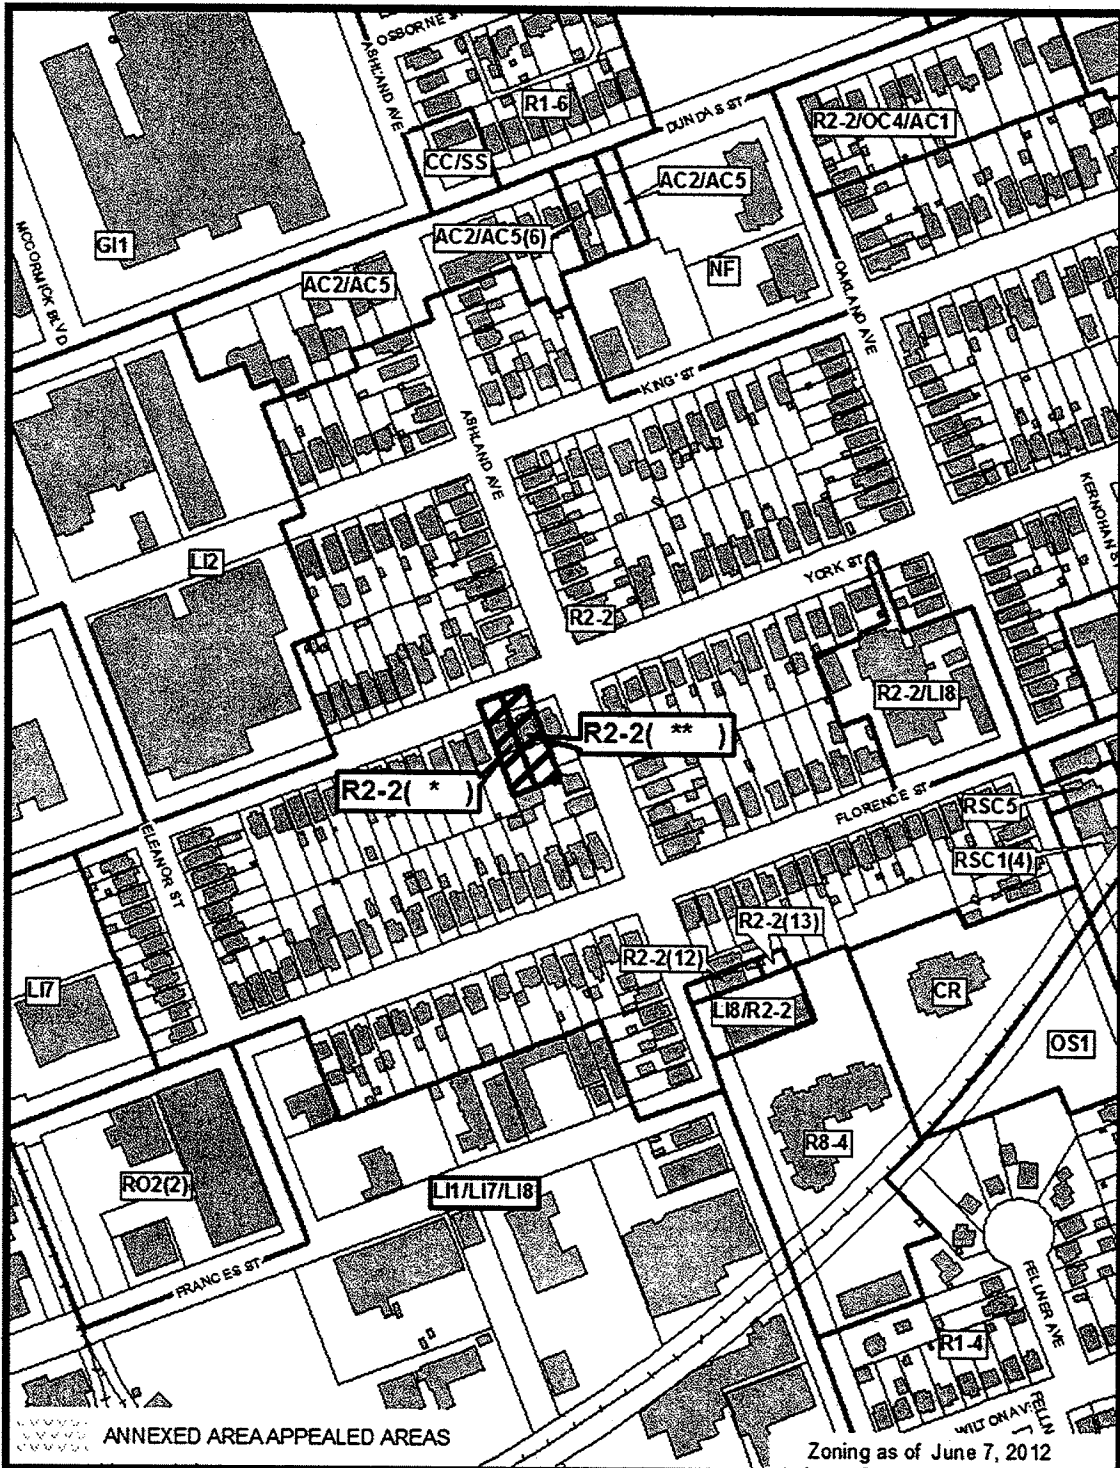 OSBORNE ST
ASHLAND AVE
R1-6
DUNDAS ST
R2-2/OC4/AC1
CC/SS
AC2/AC5
MCCORMICK BLVD
GI1
AC2/AC5(6)
AC2/AC5
NF
OAKLAND AVE
KING ST
ASHLAND AVE
KERNOHAN
LI2
YORK ST
R2-2
R2-2/LI8
R2-2( ** )
R2-2( * )
FLORENCE ST
RSC5
ELEANOR ST
RSC1(4)
R2-2(13)
R2-2(12)
LI7
CR
LI8/R2-2
OS1
R8-4
RO2(2)
LI1/LI7/LI8
FRANCES ST
FELLNER AVE
R1-4
WILTON AV
FELLN
ANNEXED AREA APPEALED AREAS
Zoning as of June 7, 2012